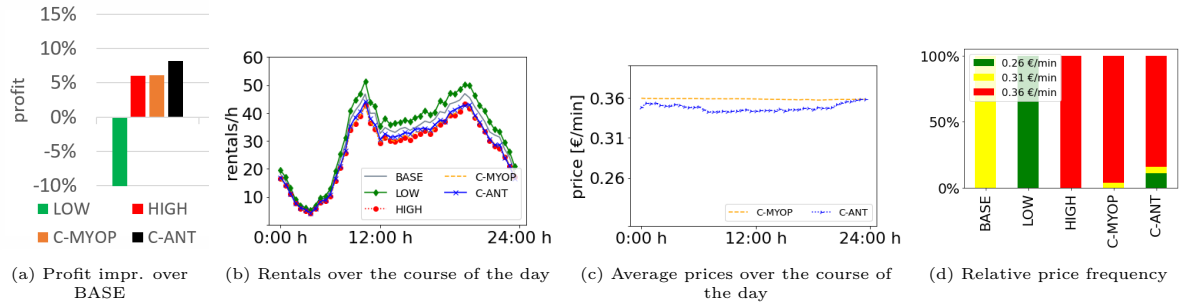 15%
10%
5%
0%
-5%
-10%
profit
LOW
HIGH
C-MYOP
C-ANT
(a) Profit impr. over
BASE
60
50
40
30
20
10
0
rentals/h
BASE
LOW
HIGH
C-MYOP
C-ANT
0:00 h
12:00 h
24:00 h
(b) Rentals over the course of the day
0.36
0.31
0.26
price [€/min]
C-MYOP
C-ANT
0:00 h
12:00 h
24:00 h
(c) Average prices over the course of
the day
100%
50%
0%
0.26 €/min
0.31 €/min
0.36 €/min
BASE
LOW
HIGH
C-MYOP
C-ANT
(d) Relative price frequency